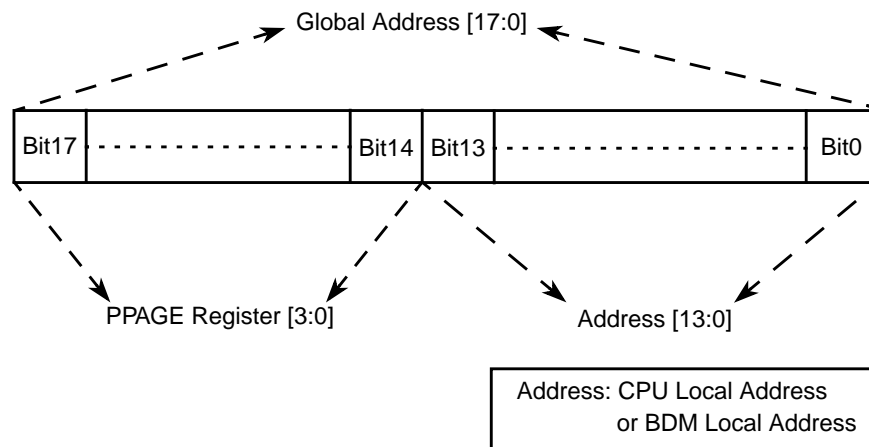 Global Address [17:0]
Bit17
Bit14
Bit13
Bit0
PPAGE Register [3:0]
Address [13:0]
Address: CPU Local Address
or BDM Local Address